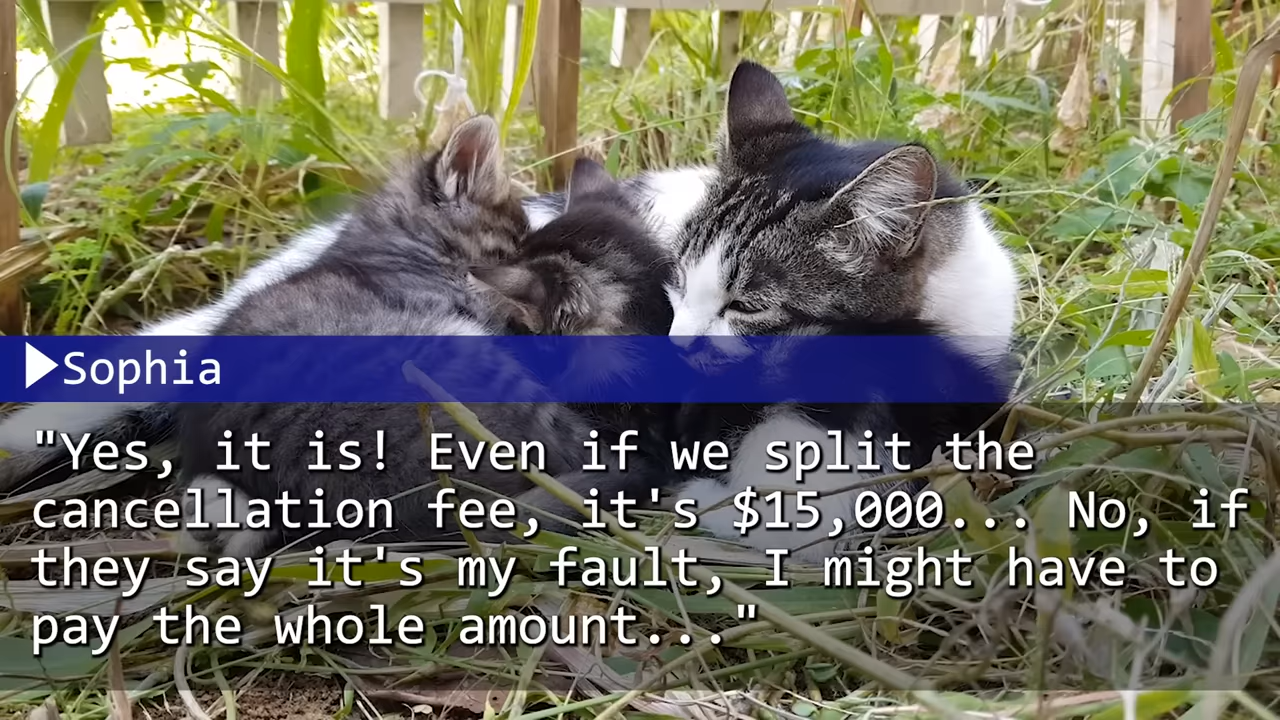 Sophia
"Yes, it is! Even if we split the
cancellation fee, it's $15,000... No, if
they say it's my fault, I might have to
pay the whole amount..."